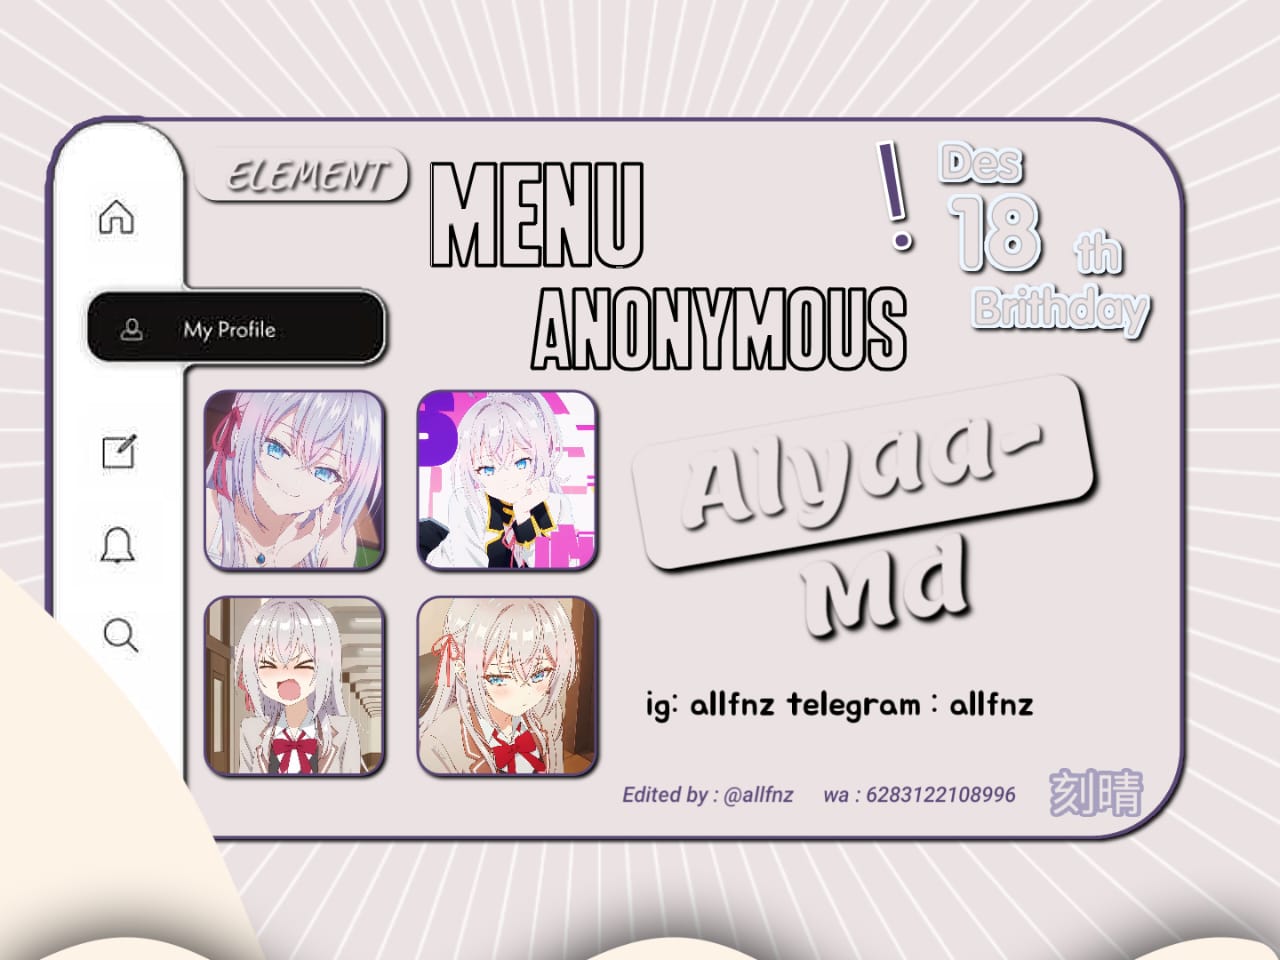 ELEMENT
MENU
ANONYMOUS
!
Des
18 th
Brithday
My Profile
Alyaa-
Md
ig: allfnz telegram : allfnz
Edited by : @allfnz wa : 6283122108996
刻晴